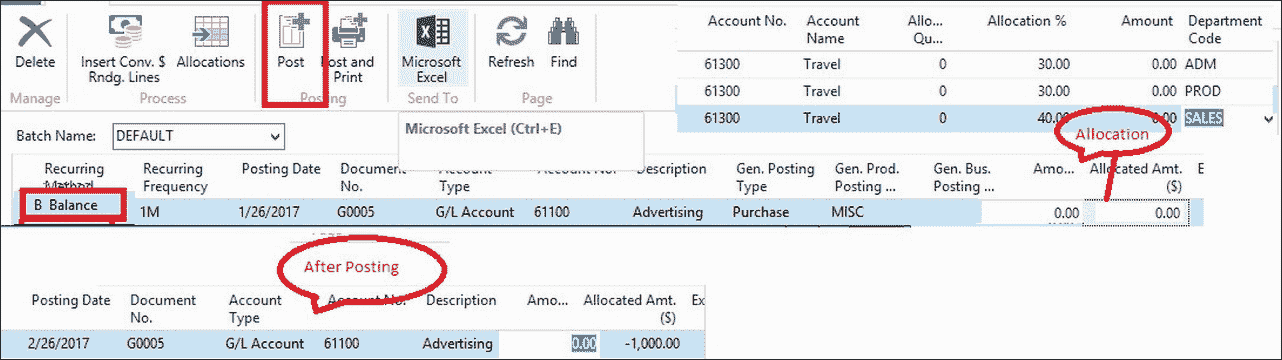 Delete
Insert Conv. $
Rndg. Lines
Allocations
Post
Post and
Print
Microsoft
Excel
Refresh
Find
Manage
Process
Posting
Send To
Page
Account No. Account Name Allo... Qu... Allocation % Amount Department Code
61300 Travel 0 30.00 0.00 ADM
61300 Travel 0 30.00 0.00 PROD
61300 Travel 0 40.00 0.00 SALES
Batch Name: DEFAULT
Microsoft Excel (Ctrl+E)
Allocation
Recurring Method Recurring Frequency Posting Date Document No. Account Type Account No. Description Gen. Posting Type Gen. Prod. Posting ... Gen. Bus. Posting ... Amo... Allocated Amt. ($) E
B Balance 1M 1/26/2017 G0005 G/L Account 61100 Advertising Purchase MISC 0.00 0.00
After Posting
Posting Date Document No. Account Type Account No. Description Amo... Allocated Amt. ($) Ex
2/26/2017 G0005 G/L Account 61100 Advertising 0.00 -1,000.00